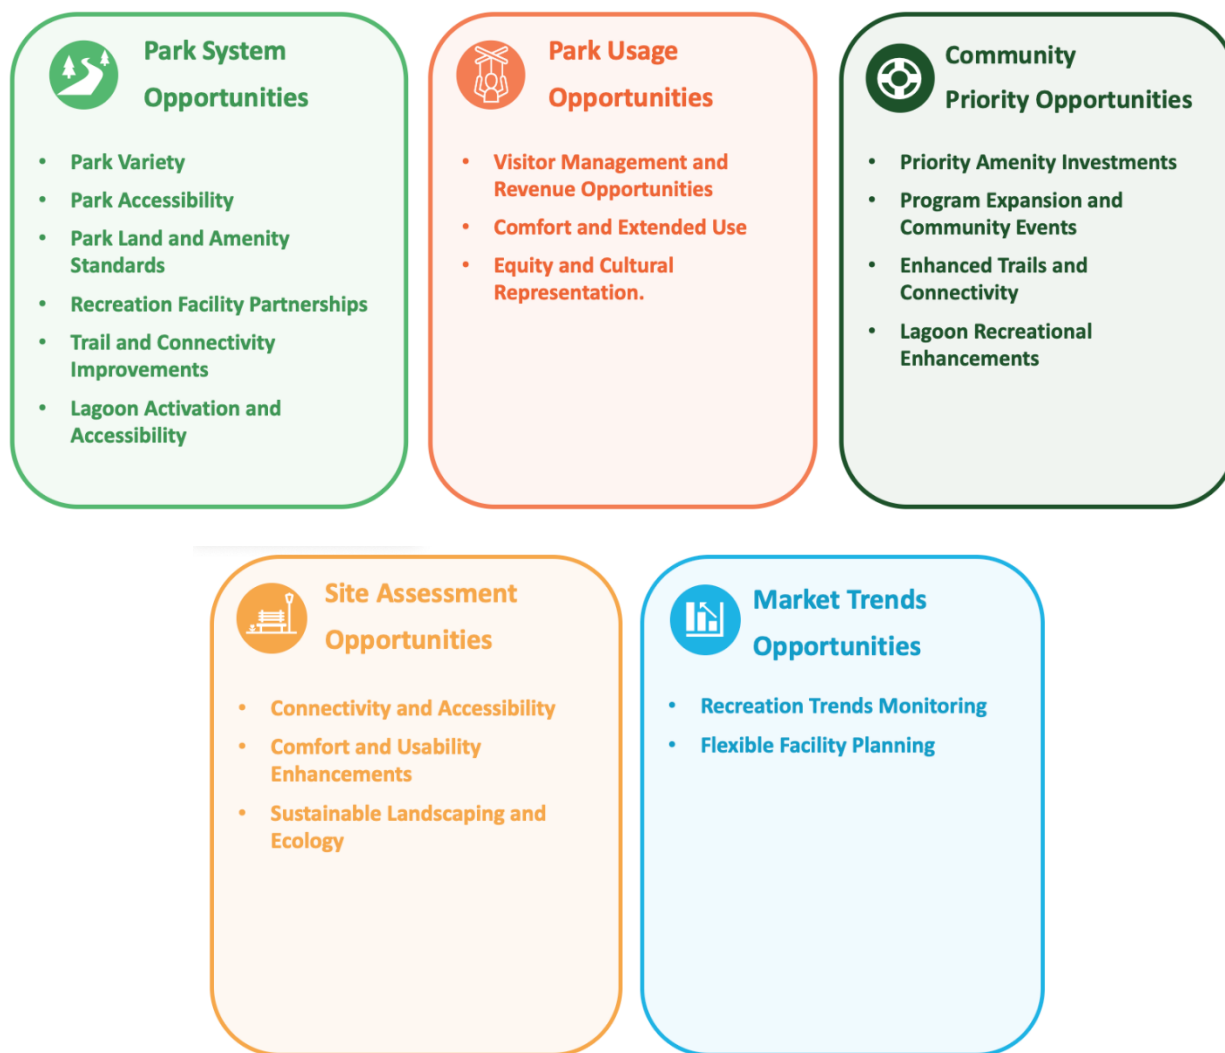 Park System
Opportunities
• Park Variety
• Park Accessibility
• Park Land and Amenity
Standards
• Recreation Facility Partnerships
• Trail and Connectivity
Improvements
• Lagoon Activation and
Accessibility
Park Usage
Opportunities
• Visitor Management and
Revenue Opportunities
• Comfort and Extended Use
• Equity and Cultural
Representation.
Community
Priority Opportunities
• Priority Amenity Investments
• Program Expansion and
Community Events
• Enhanced Trails and
Connectivity
• Lagoon Recreational
Enhancements
Site Assessment
Opportunities
• Connectivity and Accessibility
• Comfort and Usability
Enhancements
• Sustainable Landscaping and
Ecology
Market Trends
Opportunities
• Recreation Trends Monitoring
• Flexible Facility Planning